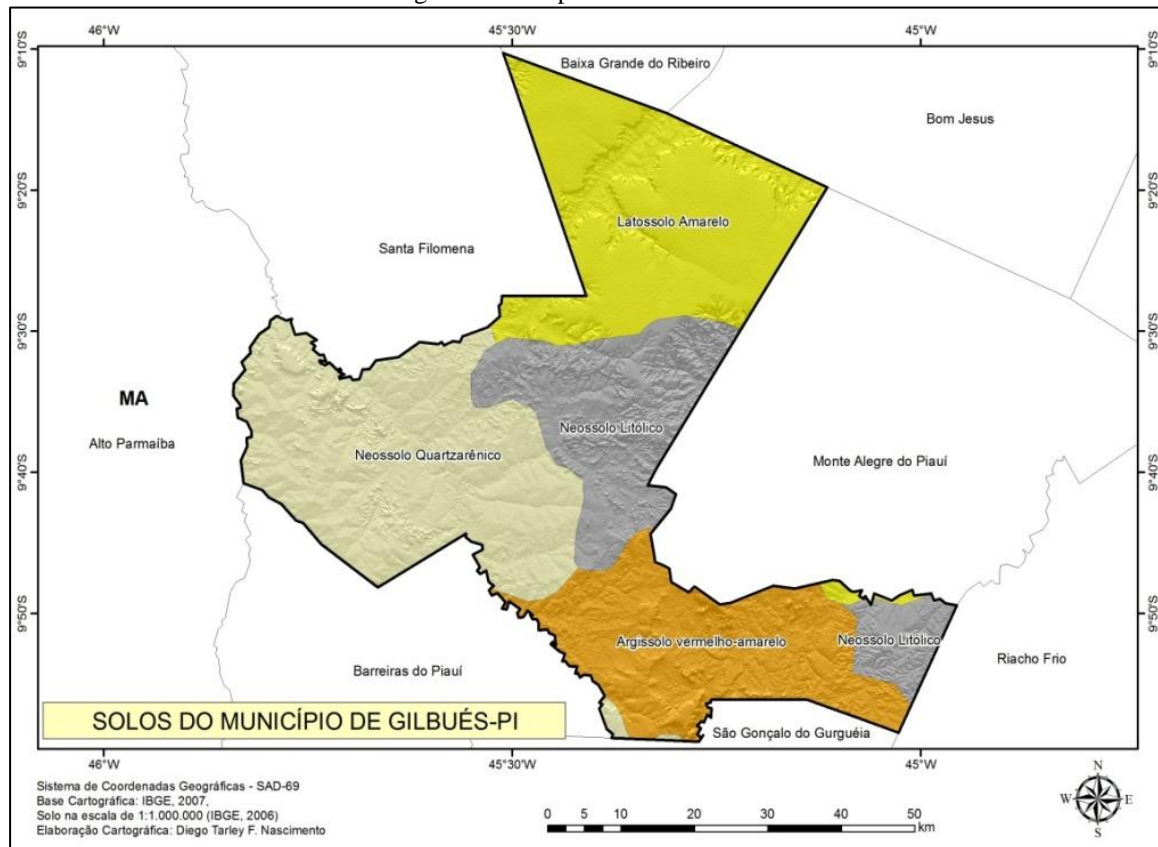 46°W
45°30'W
45°W
9°10'S
9°10'S
Baixa Grande do Ribeiro
Bom Jesus
9°20'S
9°20'S
Latossolo Amarelo
Santa Filomena
9°30'S
9°30'S
MA
Alto Parmaíba
Neossolo Litólico
Neossolo Quartzarênico
Monte Alegre do Piauí
9°40'S
9°40'S
9°50'S
9°50'S
Argissolo vermelho-amarelo
Neossolo Litólico
Riacho Frio
Barreiras do Piauí
SOLOS DO MUNICÍPIO DE GILBUÉS-PI
São Gonçalo do Gurguéia
46°W
45°30'W
45°W
Sistema de Coordenadas Geográficas - SAD-69
Base Cartográfica: IBGE, 2007,
Solo na escala de 1:1.000.000 (IBGE, 2006)
Elaboração Cartográfica: Diego Tarley F. Nascimento
0 5 10 20 30 40 50
km
N
W E
S